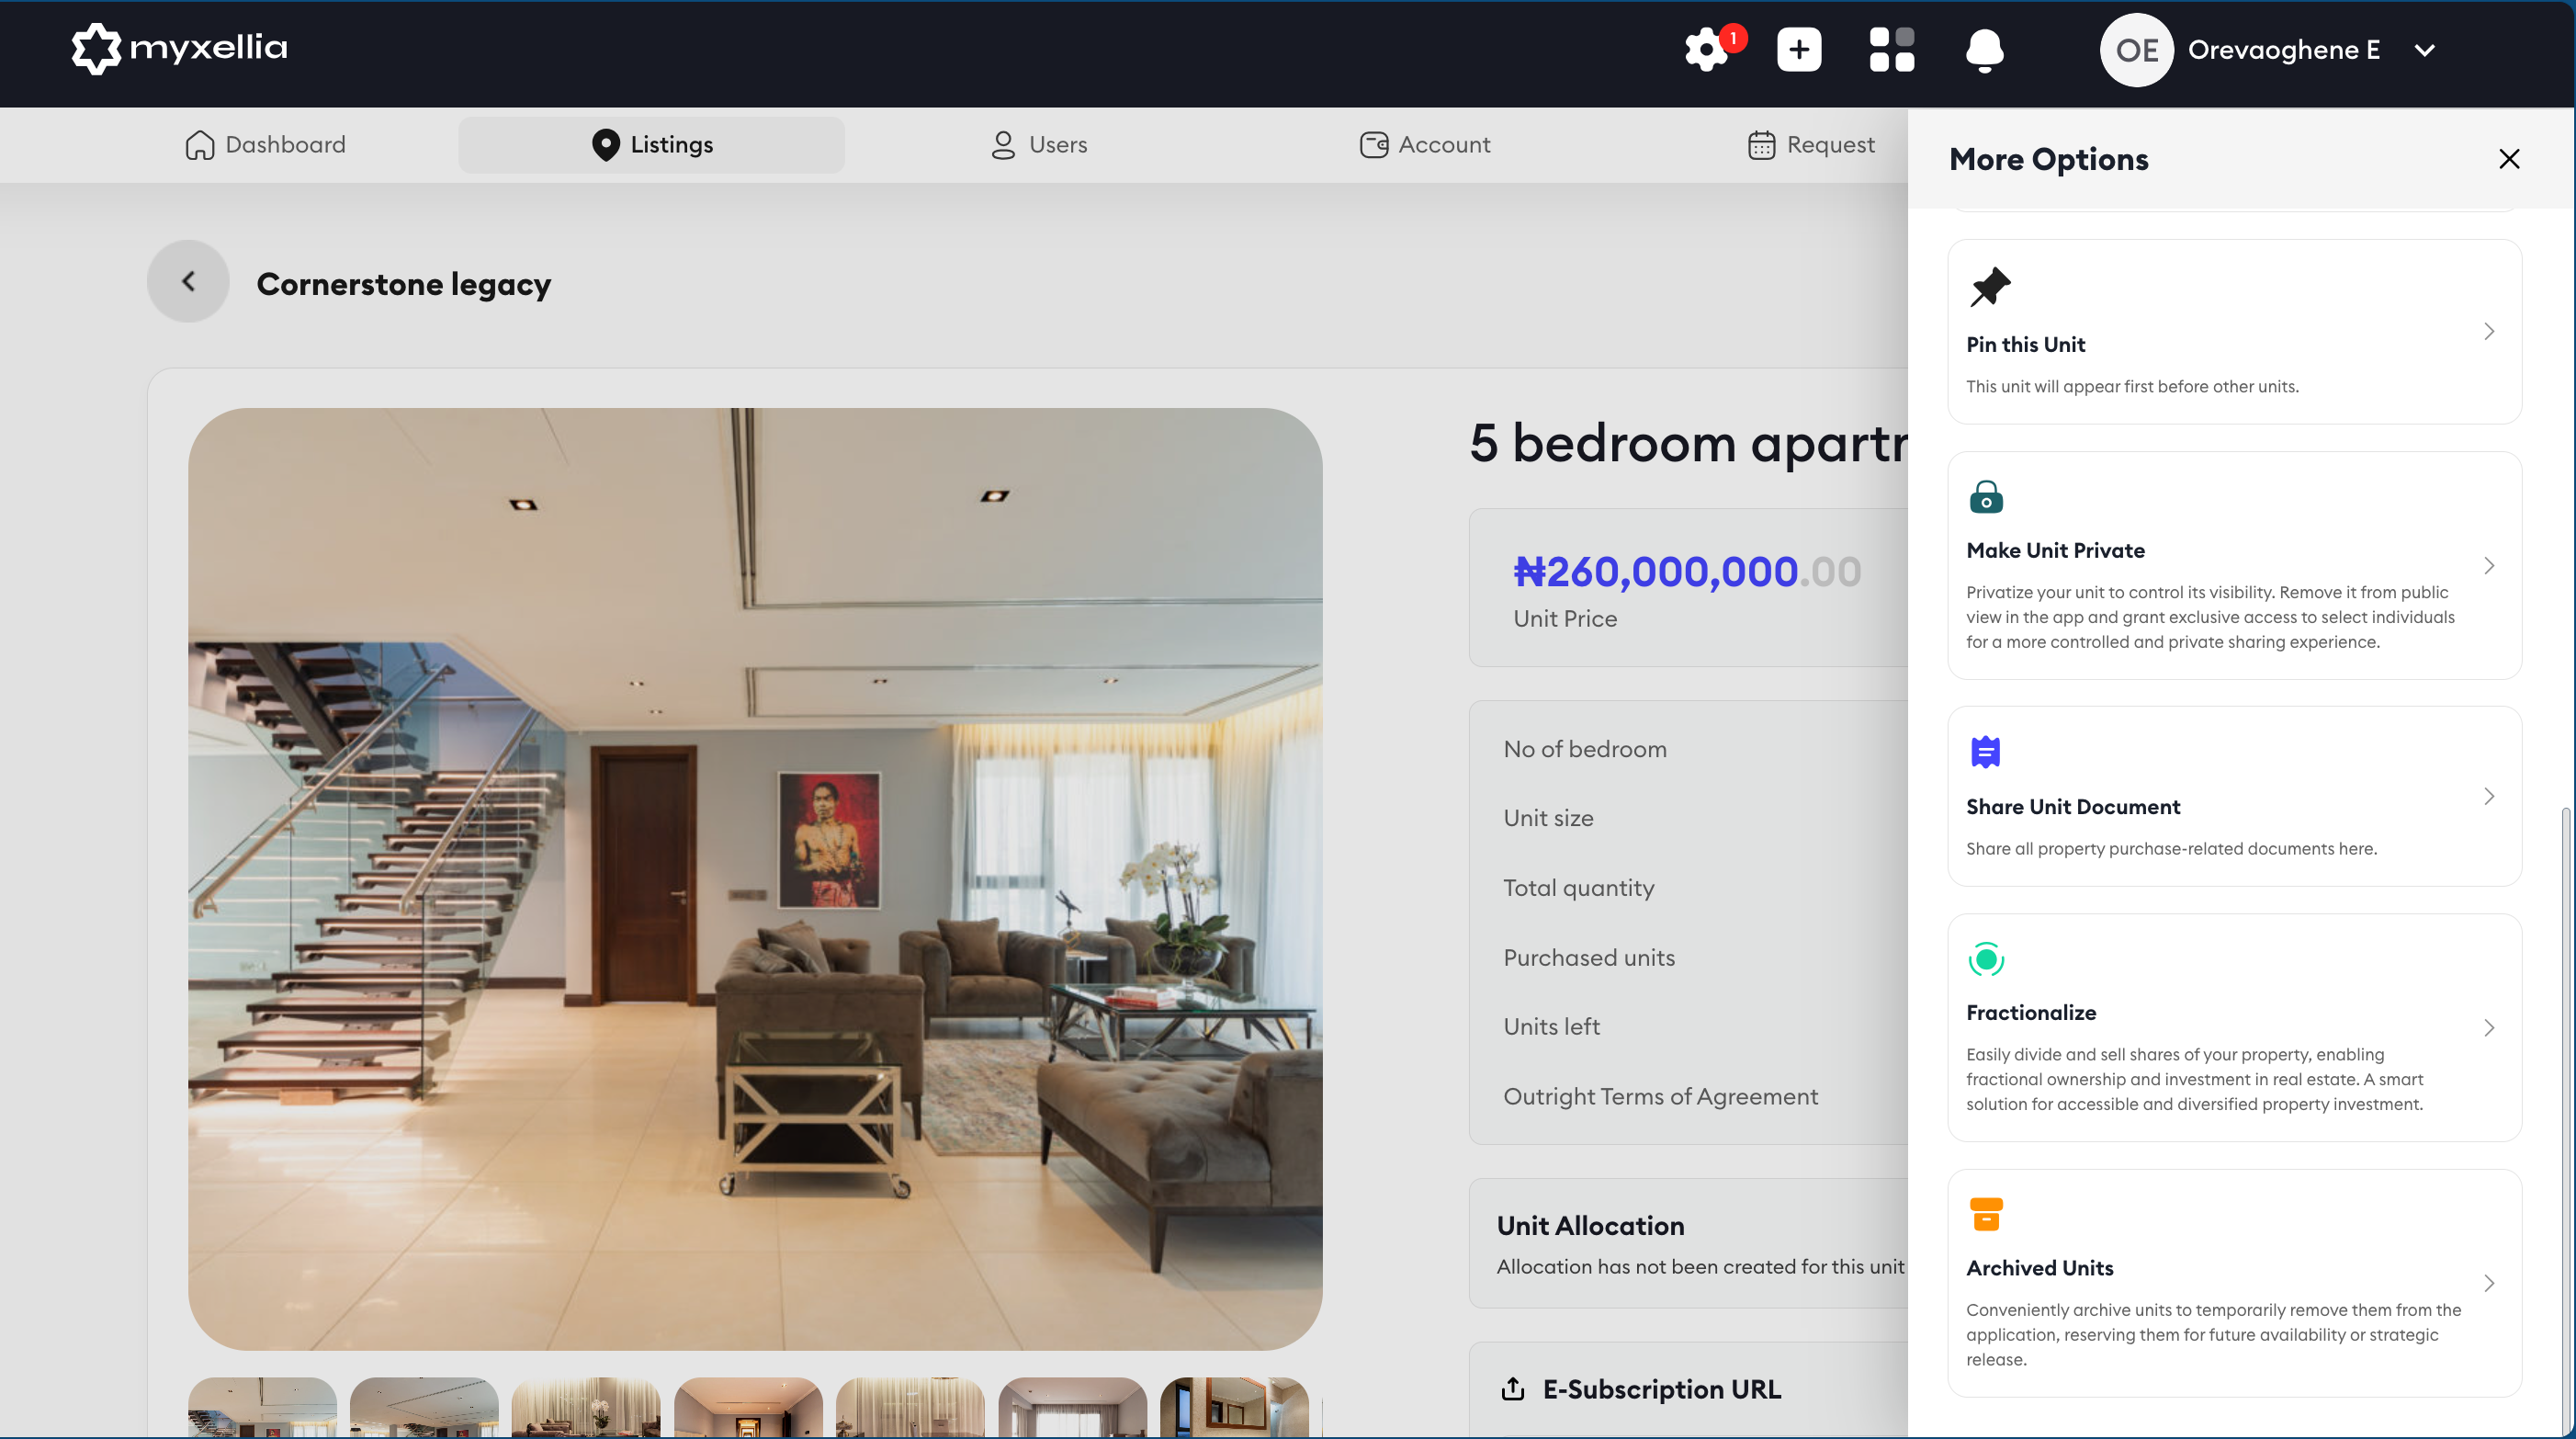 myxellia
1
OE
Orevaoghene E
Dashboard
Listings
Users
Account
Request
Cornerstone legacy
₦260,000,000.00
Unit Price
No of bedroom
Unit size
Total quantity
Purchased units
Units left
Outright Terms of Agreement
Unit Allocation
Allocation has not been created for this unit
E-Subscription URL
5 bedroom
More Options
Pin this Unit
This unit will appear first before other units.
Make Unit Private
Privatize your unit to control its visibility. Remove it from public
view in the app and grant exclusive access to select individuals
for a more controlled and private sharing experience.
Share Unit Document
Share all property purchase-related documents here.
Fractionalize
Easily divide and sell shares of your property, enabling
fractional ownership and investment in real estate. A smart
solution for accessible and diversified property investment.
Archived Units
Conveniently archive units to temporarily remove them from the
application, reserving them for future availability or strategic
release.